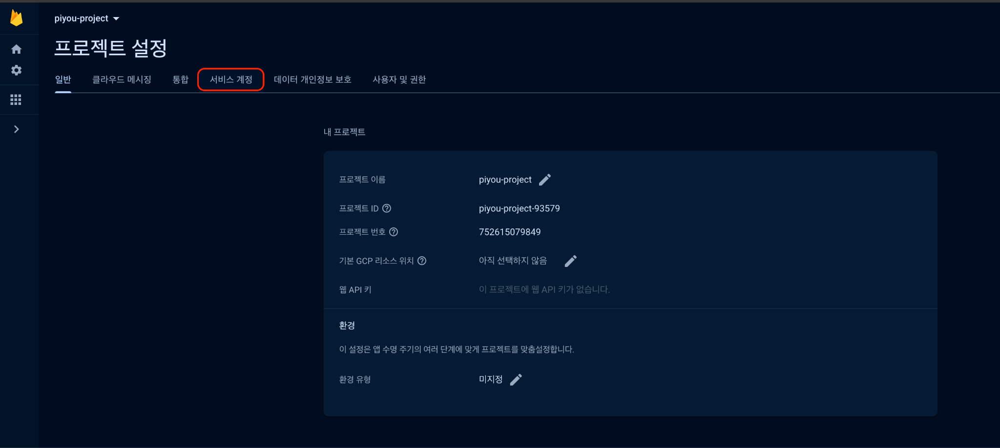 piyou-project
프로젝트 설정
일반 클라우드 메시징 통합 서비스 계정 데이터 개인정보 보호 사용자 및 권한
내 프로젝트
프로젝트 이름 piyou-project
프로젝트 ID piyou-project-93579
프로젝트 번호 752615079849
기본 GCP 리소스 위치 아직 선택하지 않음
웹 API 키 이 프로젝트에 웹 API 키가 없습니다.
환경
이 설정은 앱 수명 주기의 여러 단계에 맞게 프로젝트를 맞춤설정합니다.
환경 유형 미지정